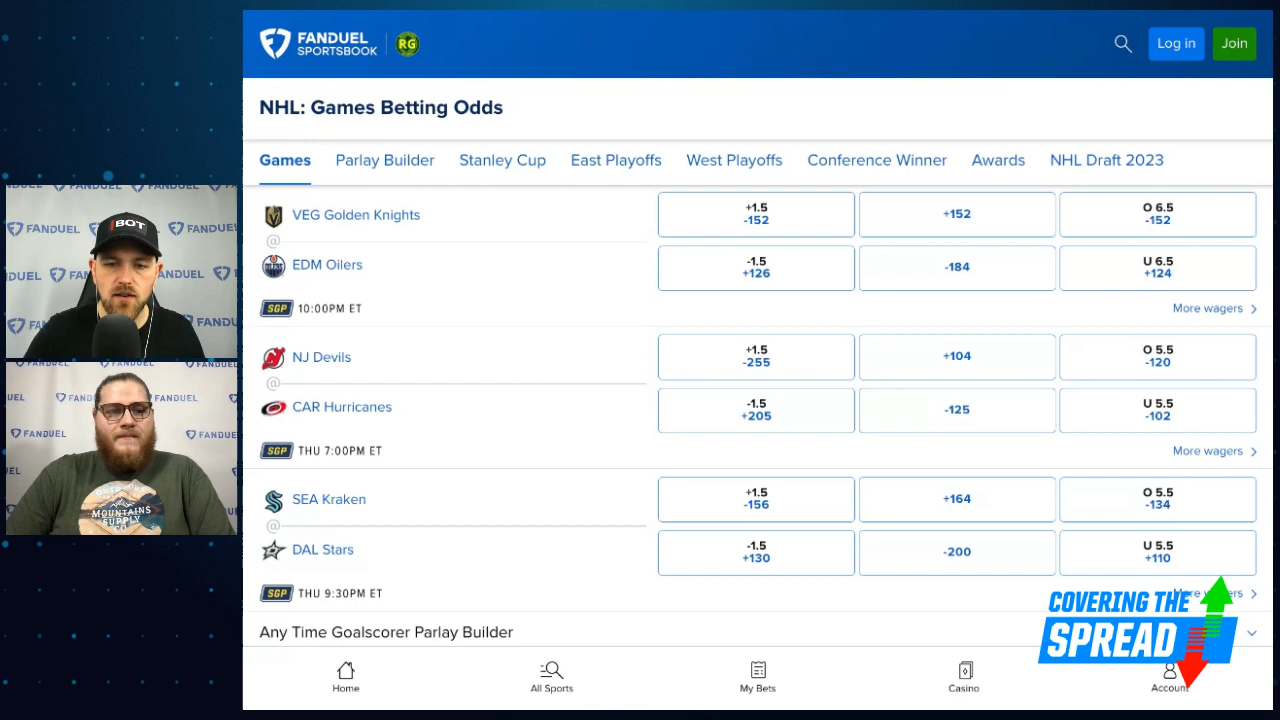 FANDUEL
SPORTSBOOK
RG
Log in
Join
NHL: Games Betting Odds
Games
Parlay Builder
Stanley Cup
East Playoffs
West Playoffs
Conference Winner
Awards
NHL Draft 2023
VEG Golden Knights
+1.5
-152
+152
O 6.5
-152
@
EDM Oilers
-1.5
+126
-184
U 6.5
+124
SGP 10:00PM ET
More wagers
NJ Devils
+1.5
-255
+104
O 5.5
-120
@
CAR Hurricanes
-1.5
+205
-125
U 5.5
-102
SGP THU 7:00PM ET
More wagers
SEA Kraken
+1.5
-156
+164
O 5.5
-134
@
DAL Stars
-1.5
+130
-200
U 5.5
+110
SGP THU 9:30PM ET
Any Time Goalscorer Parlay Builder
Home
All Sports
My Bets
Casino
Account
COVERING THE
SPREAD
BOT
FANDUEL
FANDUEL
OUTDOORS
MOUNTAINS
SUPPLY
CO